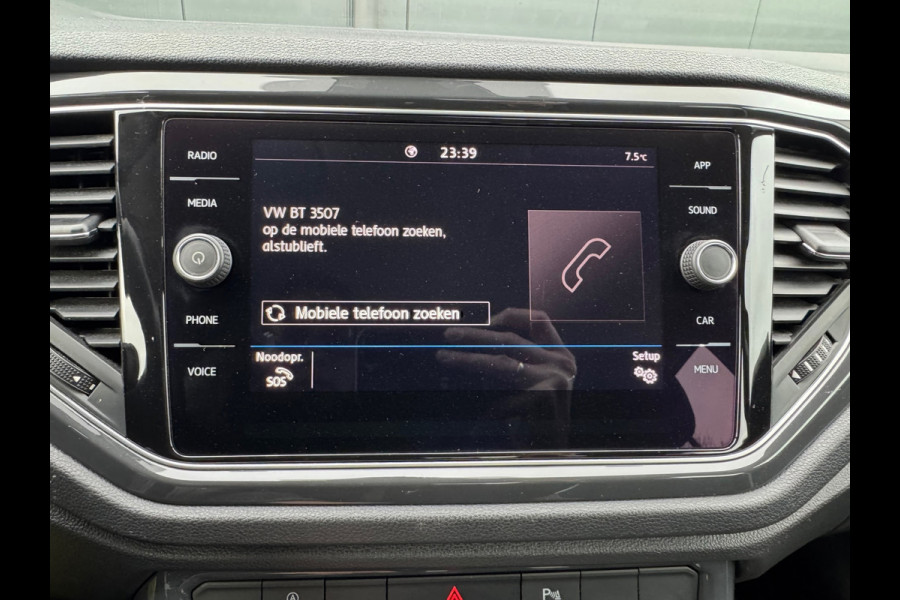 23:39
7.5°C
RADIO
MEDIA
PHONE
VOICE
VW BT 3507
op de mobiele telefoon zoeken,
alstublieft.
Mobiele telefoon zoeken
Noodopr.
SOS
Setup
APP
SOUND
CAR
MENU
A
P